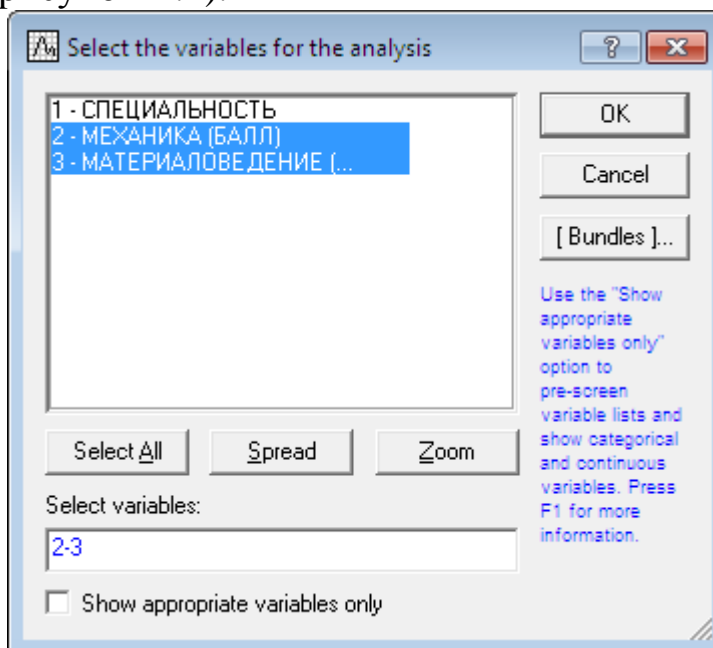 Select the variables for the analysis
1 - СПЕЦИАЛЬНОСТЬ
2 - МЕХАНИКА (БАЛЛ)
3 - МАТЕРИАЛОВЕДЕНИЕ (...
OK
Cancel
[ Bundles ]...
Use the "Show
appropriate
variables only"
option to
pre-screen
variable lists and
show categorical
and continuous
variables. Press
F1 for more
information.
Select All
Spread
Zoom
Select variables:
2-3
Show appropriate variables only